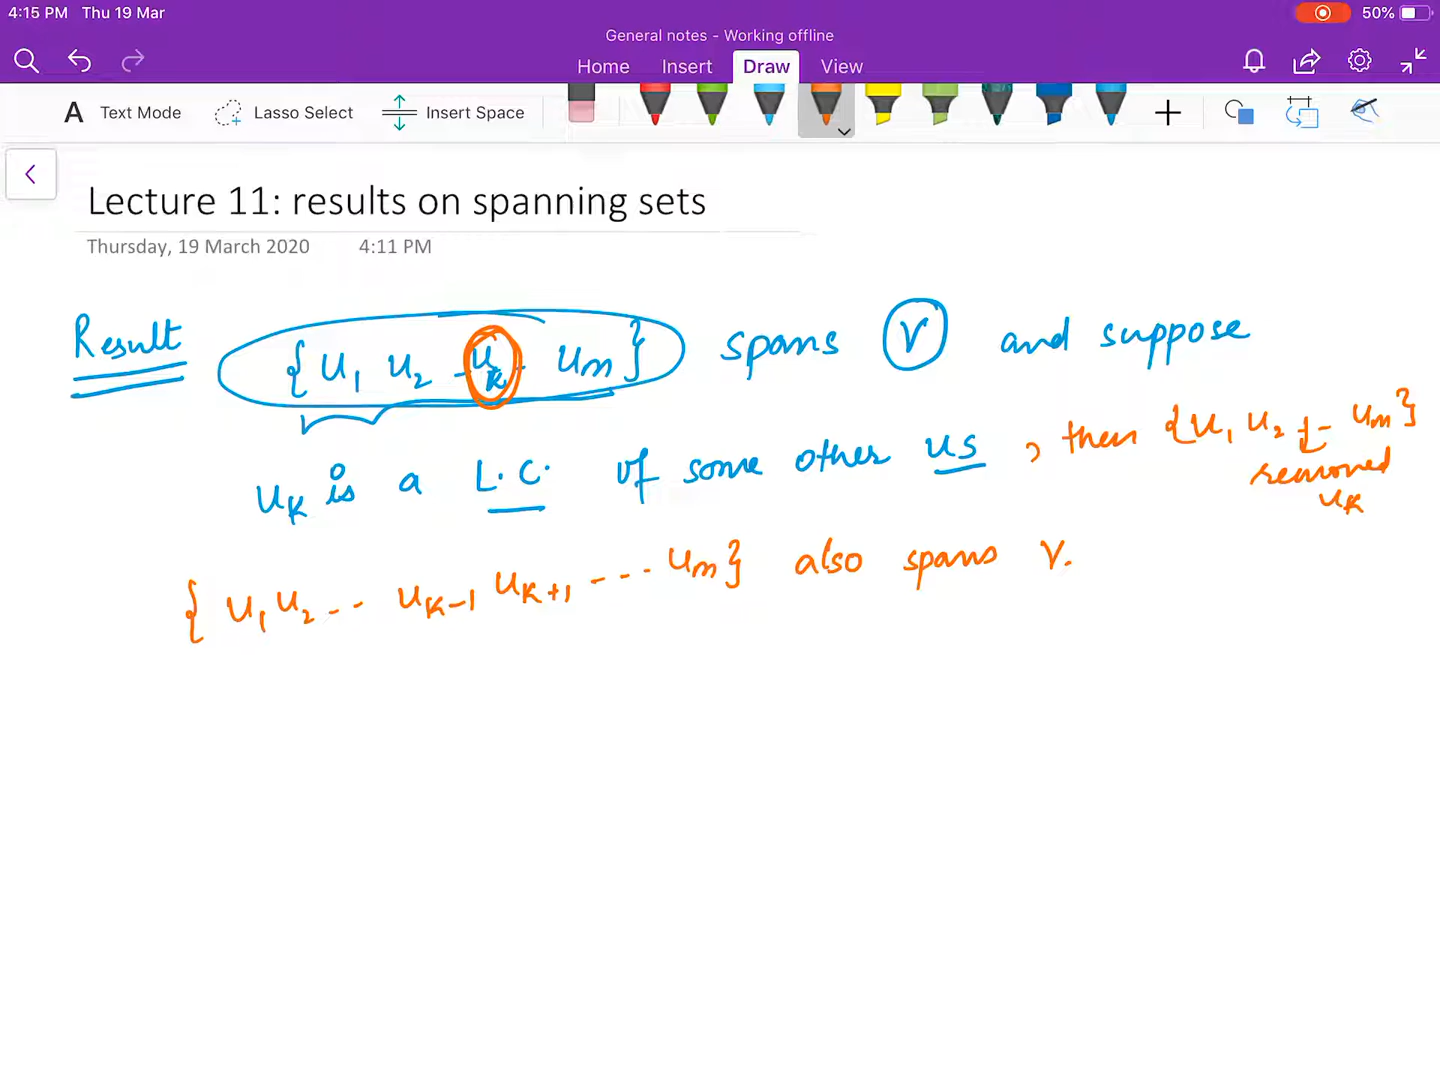 4:15 PM Thu 19 Mar 50%
General notes - Working offline
Home Insert Draw View
A Text Mode Lasso Select Insert Space
Lecture 11: results on spanning sets
Thursday, 19 March 2020 4:11 PM
Result {u₁ u₂ - uₖ - uₘ} spans V and suppose
uₖ is a L.C. of some other us, then {u₁ u₂ - - uₘ}
removed
uₖ
{u₁ u₂ -- uₖ₋₁ uₖ₊₁ --- uₘ} also spans V.